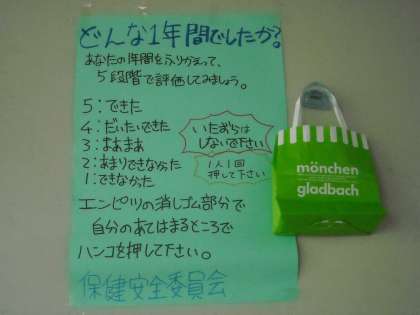 どんな1年間でしたか?
あなたの1年間をふりかえって、
5段階で評価してみましょう。
5:できた
4:だいたいできた
3:まあまあ
2:あまりできなかった
1:できなかった
いたずらは
しないで下さい
1人1回
押して下さい
エンピツの消しゴム部分で
自分のあてはまるところで
ハンコを押して下さい。
保健安全委員会
mönchen
gladbach